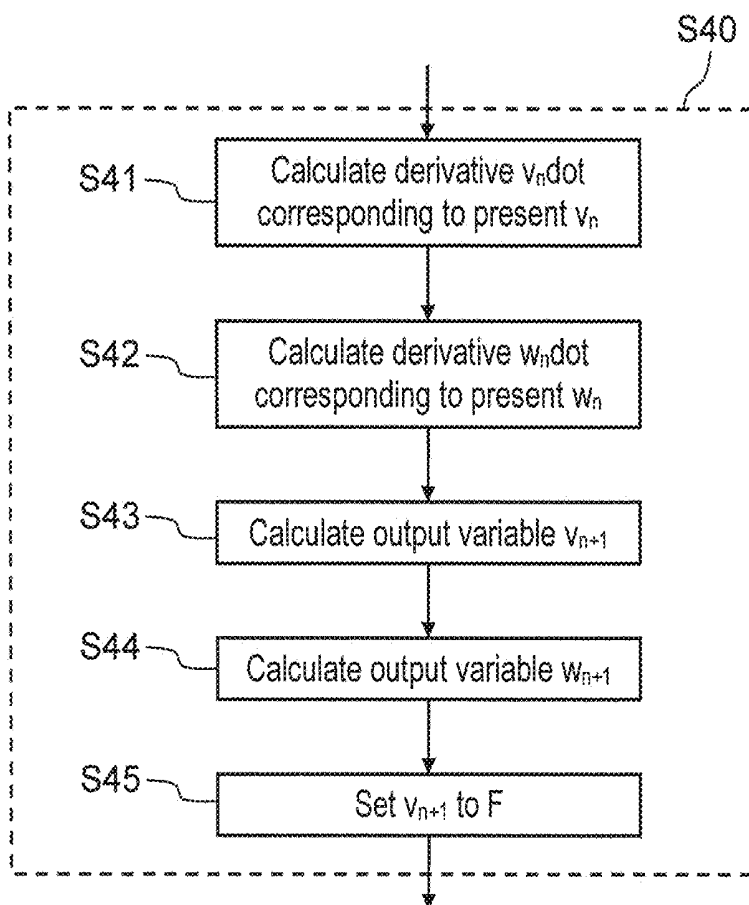 S40
S41
Calculate derivative vₙdot
corresponding to present vₙ
S42
Calculate derivative wₙdot
corresponding to present wₙ
S43
Calculate output variable vₙ₊₁
S44
Calculate output variable wₙ₊₁
S45
Set vₙ₊₁ to F